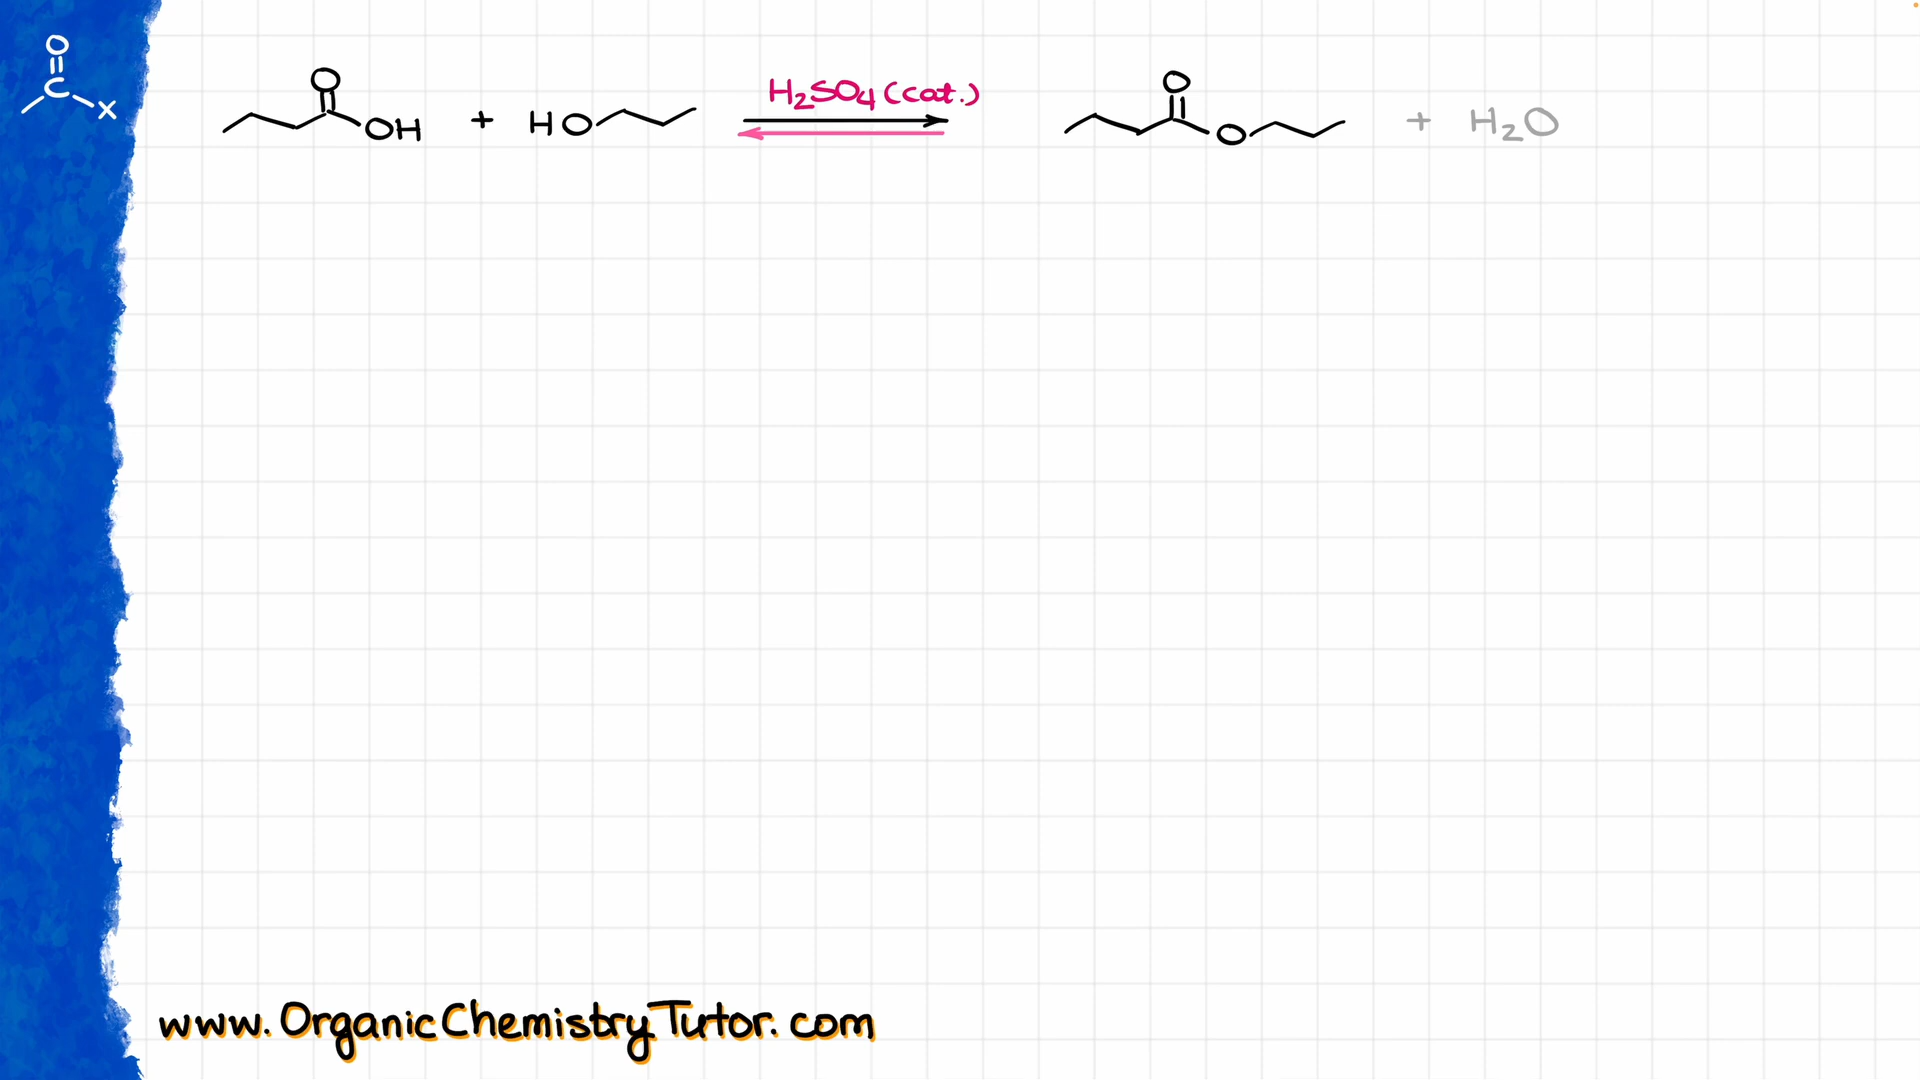 O
C
X
O
OH + HO H₂SO₄ (cat.) O
O + H₂O
www.OrganicChemistryTutor.com